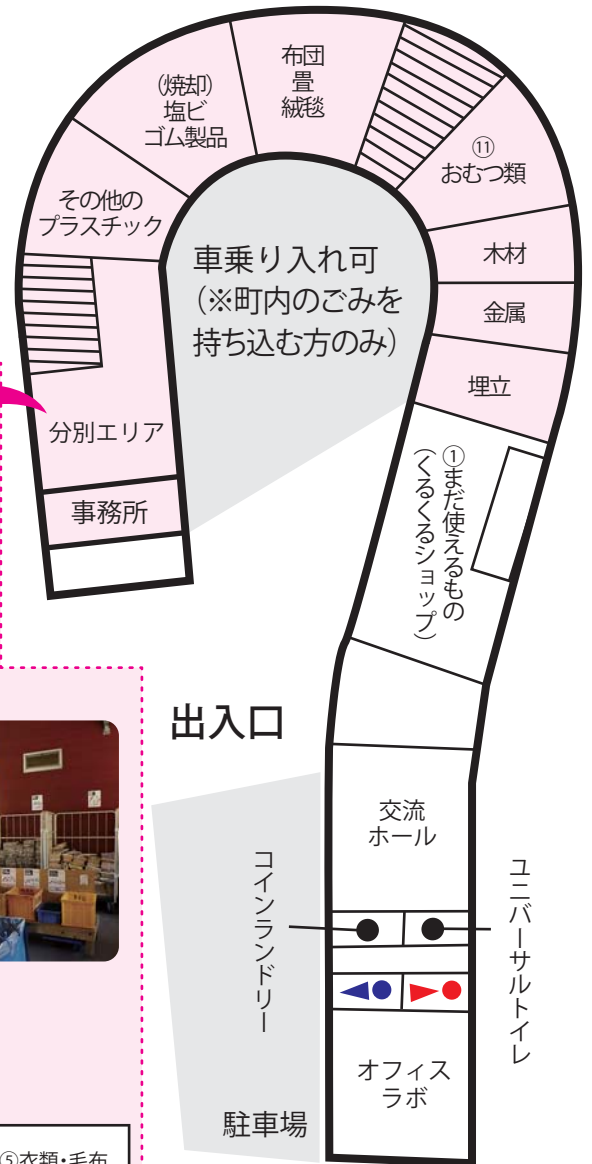 (焼却)
塩ビ
ゴム製品
布団
畳
絨毯
⑪
おむつ類
その他の
プラスチック
木材
金属
埋立
車乗り入れ可
(※町内のごみを
持ち込む方のみ)
分別エリア
事務所
①まだ使えるもの
(くるくるショップ)
出入口
交流
ホール
コインランドリー
ユニバーサルトイレ
オフィス
ラボ
駐車場
⑤衣類・毛布